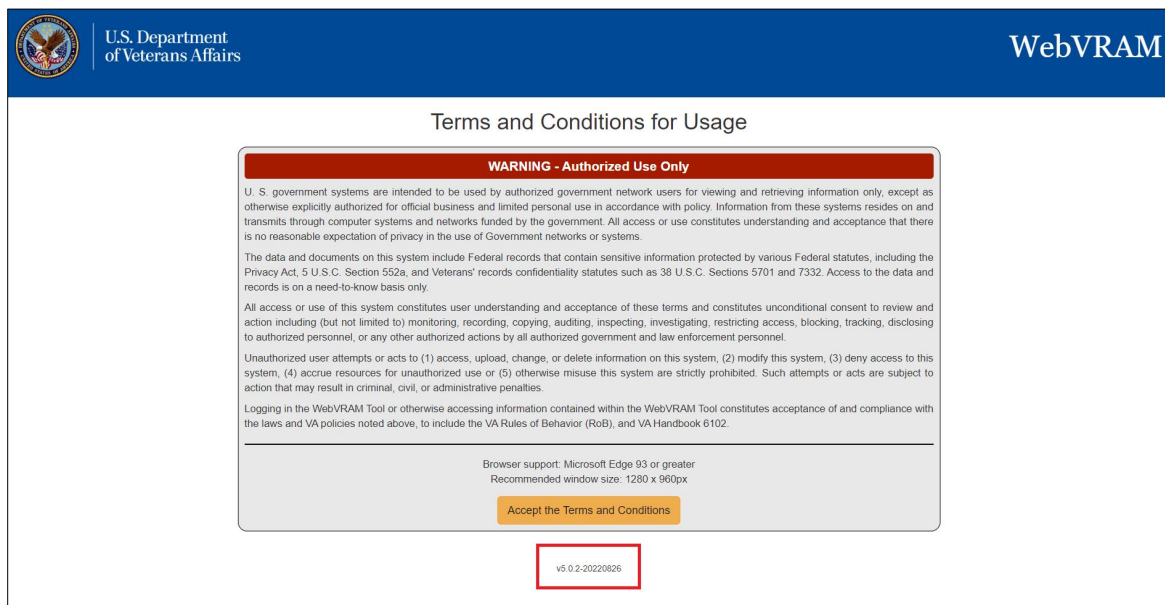 U.S. Department
of Veterans Affairs
WebVRAM
Terms and Conditions for Usage
WARNING - Authorized Use Only
U. S. government systems are intended to be used by authorized government network users for viewing and retrieving information only, except as
otherwise explicitly authorized for official business and limited personal use in accordance with policy. Information from these systems resides on and
transmits through computer systems and networks funded by the government. All access or use constitutes understanding and acceptance that there
is no reasonable expectation of privacy in the use of Government networks or systems.
The data and documents on this system include Federal records that contain sensitive information protected by various Federal statutes, including the
Privacy Act, 5 U.S.C. Section 552a, and Veterans' records confidentiality statutes such as 38 U.S.C. Sections 5701 and 7332. Access to the data and
records is on a need-to-know basis only.
All access or use of this system constitutes user understanding and acceptance of these terms and constitutes unconditional consent to review and
action including (but not limited to) monitoring, recording, copying, auditing, inspecting, investigating, restricting access, blocking, tracking, disclosing
to authorized personnel, or any other authorized actions by all authorized government and law enforcement personnel.
Unauthorized user attempts or acts to (1) access, upload, change, or delete information on this system, (2) modify this system, (3) deny access to this
system, (4) accrue resources for unauthorized use or (5) otherwise misuse this system are strictly prohibited. Such attempts or acts are subject to
action that may result in criminal, civil, or administrative penalties.
Logging in the WebVRAM Tool or otherwise accessing information contained within the WebVRAM Tool constitutes acceptance of and compliance with
the laws and VA policies noted above, to include the VA Rules of Behavior (RoB), and VA Handbook 6102.
Browser support: Microsoft Edge 93 or greater
Recommended window size: 1280 x 960px
Accept the Terms and Conditions
v5.0.2-20220826